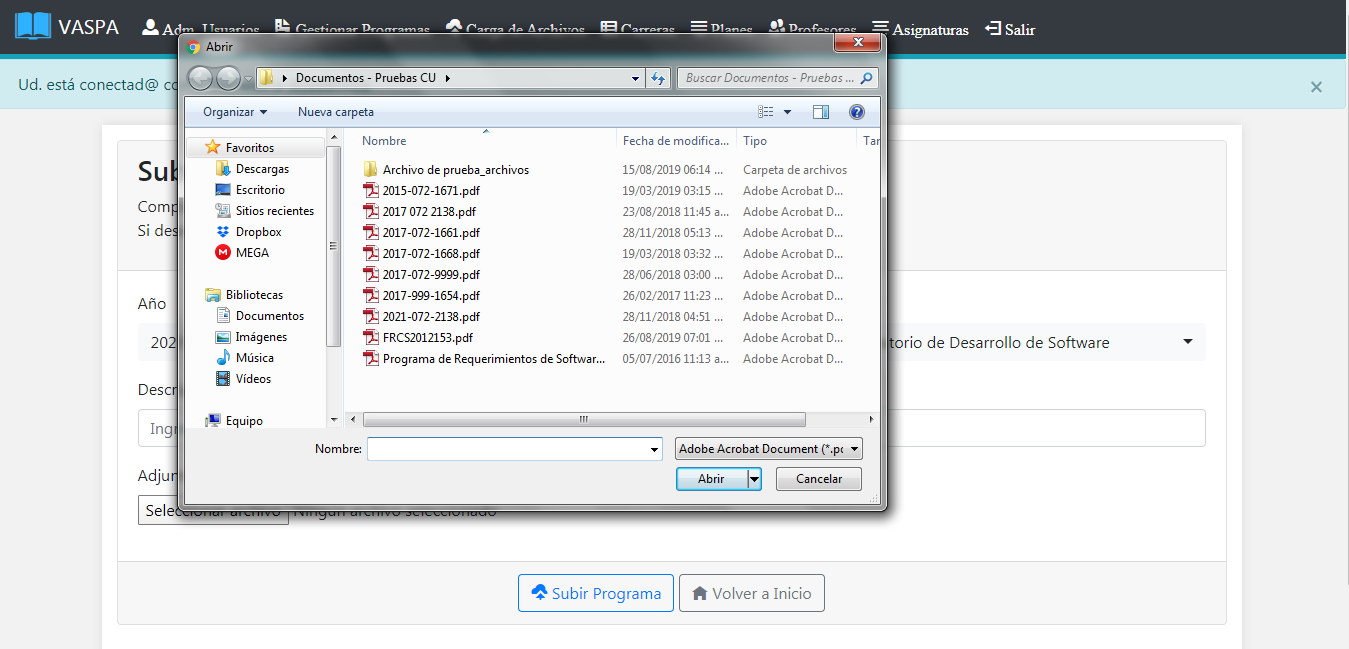 VASPA Adm. Usuarios Gestionar Programas Carga de Archivos Carreras Planes Profesores Asignaturas Salir
Abrir
Ud. está conectad@ co
Documentos - Pruebas CU
Buscar Documentos - Pruebas ...
Organizar Nueva carpeta
Favoritos
Descargas
Escritorio
Sitios recientes
Dropbox
MEGA
Bibliotecas
Documentos
Imágenes
Música
Vídeos
Equipo
Nombre Fecha de modifica... Tipo Tar
Archivo de prueba_archivos 15/08/2019 06:14 ... Carpeta de archivos
2015-072-1671.pdf 19/03/2019 03:15 ... Adobe Acrobat D...
2017 072 2138.pdf 23/08/2018 11:45 a... Adobe Acrobat D...
2017-072-1661.pdf 28/11/2018 05:13 ... Adobe Acrobat D...
2017-072-1668.pdf 19/03/2018 03:32 ... Adobe Acrobat D...
2017-072-9999.pdf 28/06/2018 03:00 ... Adobe Acrobat D...
2017-999-1654.pdf 26/02/2017 11:23 ... Adobe Acrobat D...
2021-072-2138.pdf 28/11/2018 04:51 ... Adobe Acrobat D...
FRCS2012153.pdf 26/08/2019 07:01 ... Adobe Acrobat D...
Programa de Requerimientos de Softwar... 05/07/2016 11:13 a... Adobe Acrobat D...
Nombre: Adobe Acrobat Document (*.pc
Abrir Cancelar
Sub
Comp
Si des
Año
202 torio de Desarrollo de Software
Descr
Ingr
Adjun
Seleccionar archivo Ningún archivo seleccionado
Subir Programa Volver a Inicio